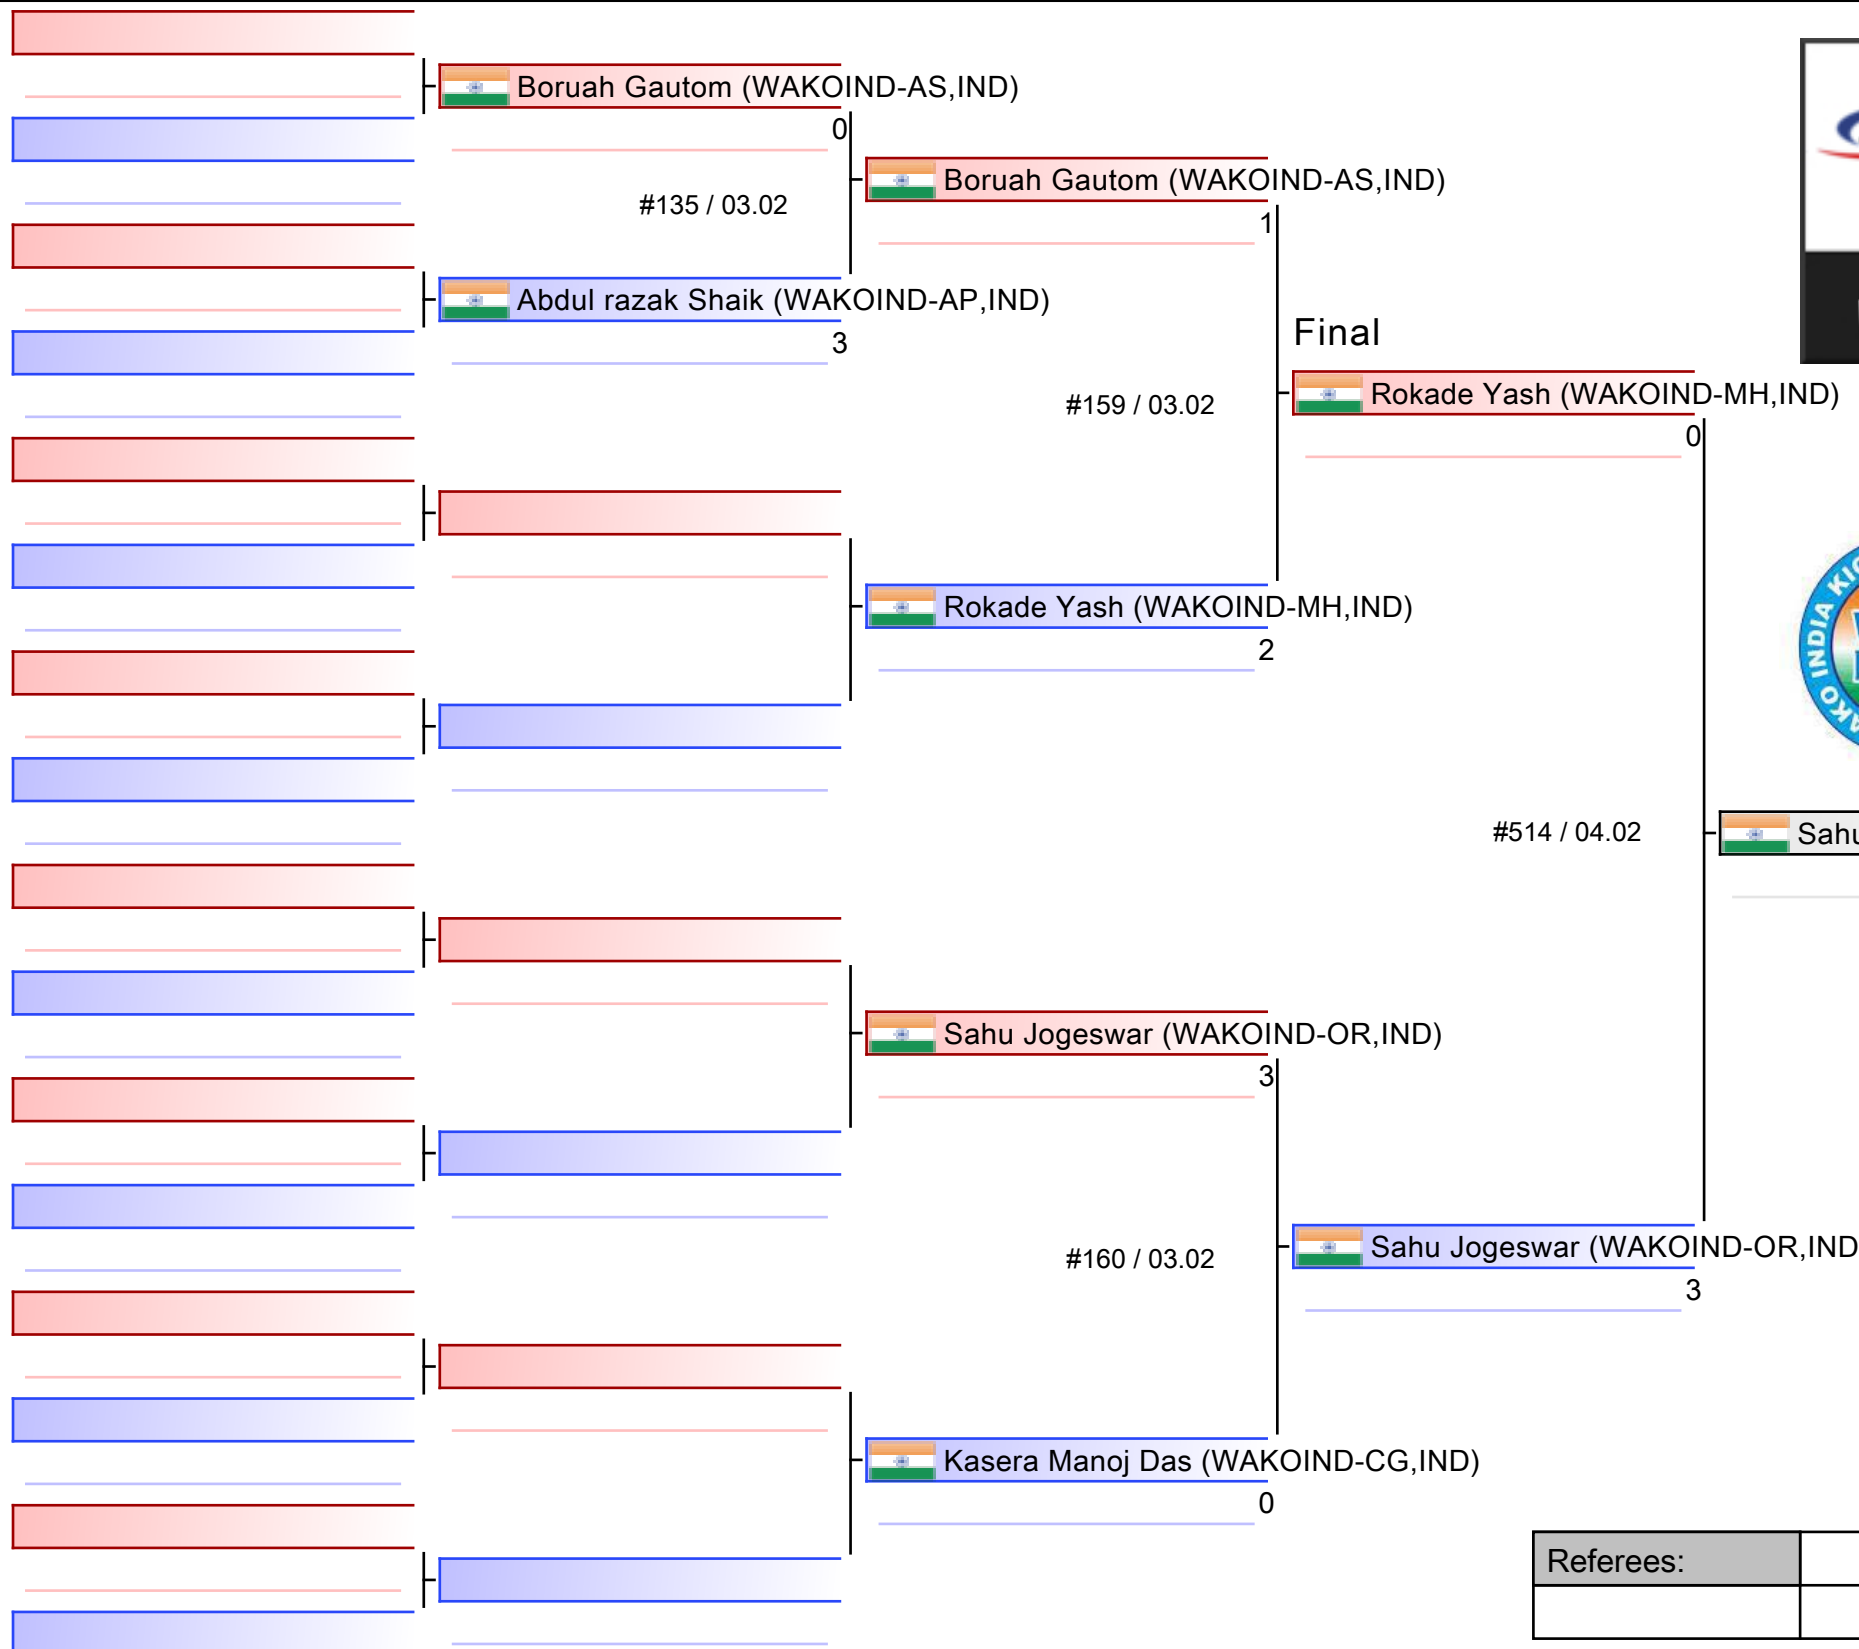 Boruah Gautom (WAKOIND-AS,IND)
0
#135 / 03.02
Boruah Gautom (WAKOIND-AS,IND)
1
Abdul razak Shaik (WAKOIND-AP,IND)
3
Final
#159 / 03.02
Rokade Yash (WAKOIND-MH,IND)
0
Rokade Yash (WAKOIND-MH,IND)
2
INDIA KIC
#514 / 04.02
Sahu
Sahu Jogeswar (WAKOIND-OR,IND)
3
#160 / 03.02
Sahu Jogeswar (WAKOIND-OR,IND
3
Kasera Manoj Das (WAKOIND-CG,IND)
0
Referees: